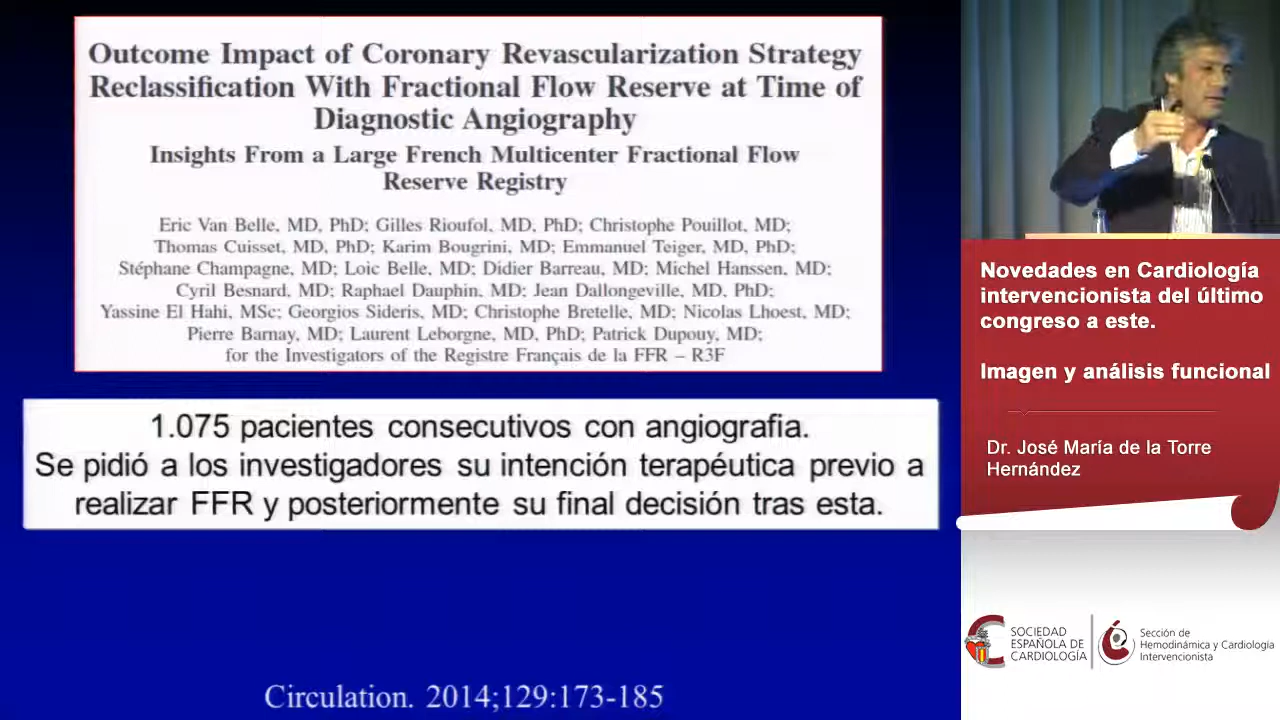 Outcome Impact of Coronary Revascularization Strategy
Reclassification With Fractional Flow Reserve at Time of
Diagnostic Angiography
Insights From a Large French Multicenter Fractional Flow
Reserve Registry
Eric Van Belle, MD, PhD; Gilles Rioufol, MD, PhD; Christophe Pouillot, MD;
Thomas Cuisset, MD, PhD; Karim Bougrini, MD; Emmanuel Teiger, MD, PhD;
Stéphane Champagne, MD; Loic Belle, MD; Didier Barreau, MD; Michel Hanssen, MD;
Cyril Besnard, MD; Raphael Dauphin, MD; Jean Dallongeville, MD, PhD;
Yassine El Hahi, MSc; Georgios Sideris, MD; Christophe Bretelle, MD; Nicolas Lhoest, MD;
Pierre Barnay, MD; Laurent Leborgne, MD, PhD; Patrick Dupouy, MD;
for the Investigators of the Registre Français de la FFR – R3F
1.075 pacientes consecutivos con angiografia.
Se pidió a los investigadores su intención terapéutica previo a
realizar FFR y posteriormente su final decisión tras esta.
Circulation. 2014;129:173-185
Novedades en Cardiología
intervencionista del último
congreso a este.
Imagen y análisis funcional
Dr. José María de la Torre
Hernández
SOCIEDAD
ESPAÑOLA DE
CARDIOLOGÍA
Sección de
Hemodinámica y Cardiología
Intervencionista